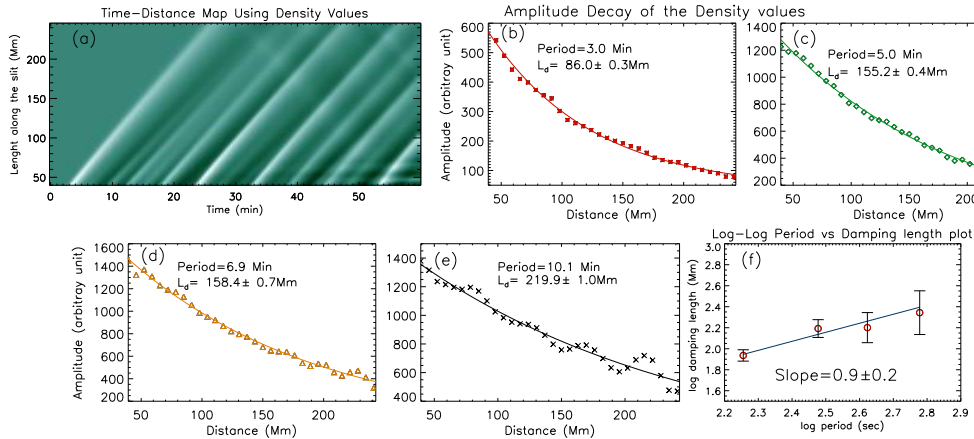 Time-Distance Map Using Density Values
Amplitude Decay of the Density values
(a)
Lenght along the slit (Mm)
50
100
150
200
0
10
20
30
40
50
Time (min)
(b)
Period=3.0 Min
L_d= 86.0± 0.3Mm
Amplitude (arbitray unit)
100
200
300
400
500
600
50
100
150
200
Distance (Mm)
(c)
Period=5.0 Min
L_d= 155.2± 0.4Mm
200
400
600
800
1000
1200
50
100
150
200
Distance (Mm)
(d)
Period=6.9 Min
L_d= 158.4± 0.7Mm
Amplitude (arbitray unit)
200
400
600
800
1000
1200
1400
1600
50
100
150
200
Distance (Mm)
(e)
Period=10.1 Min
L_d= 219.9± 1.0Mm
400
600
800
1000
1200
1400
50
100
150
200
Distance (Mm)
Log-Log Period vs Damping length plot
(f)
Slope=0.9±0.2
log damping length (Mm)
1.6
1.8
2.0
2.2
2.4
2.6
2.8
3.0
2.2
2.3
2.4
2.5
2.6
2.7
2.8
2.9
log period (sec)